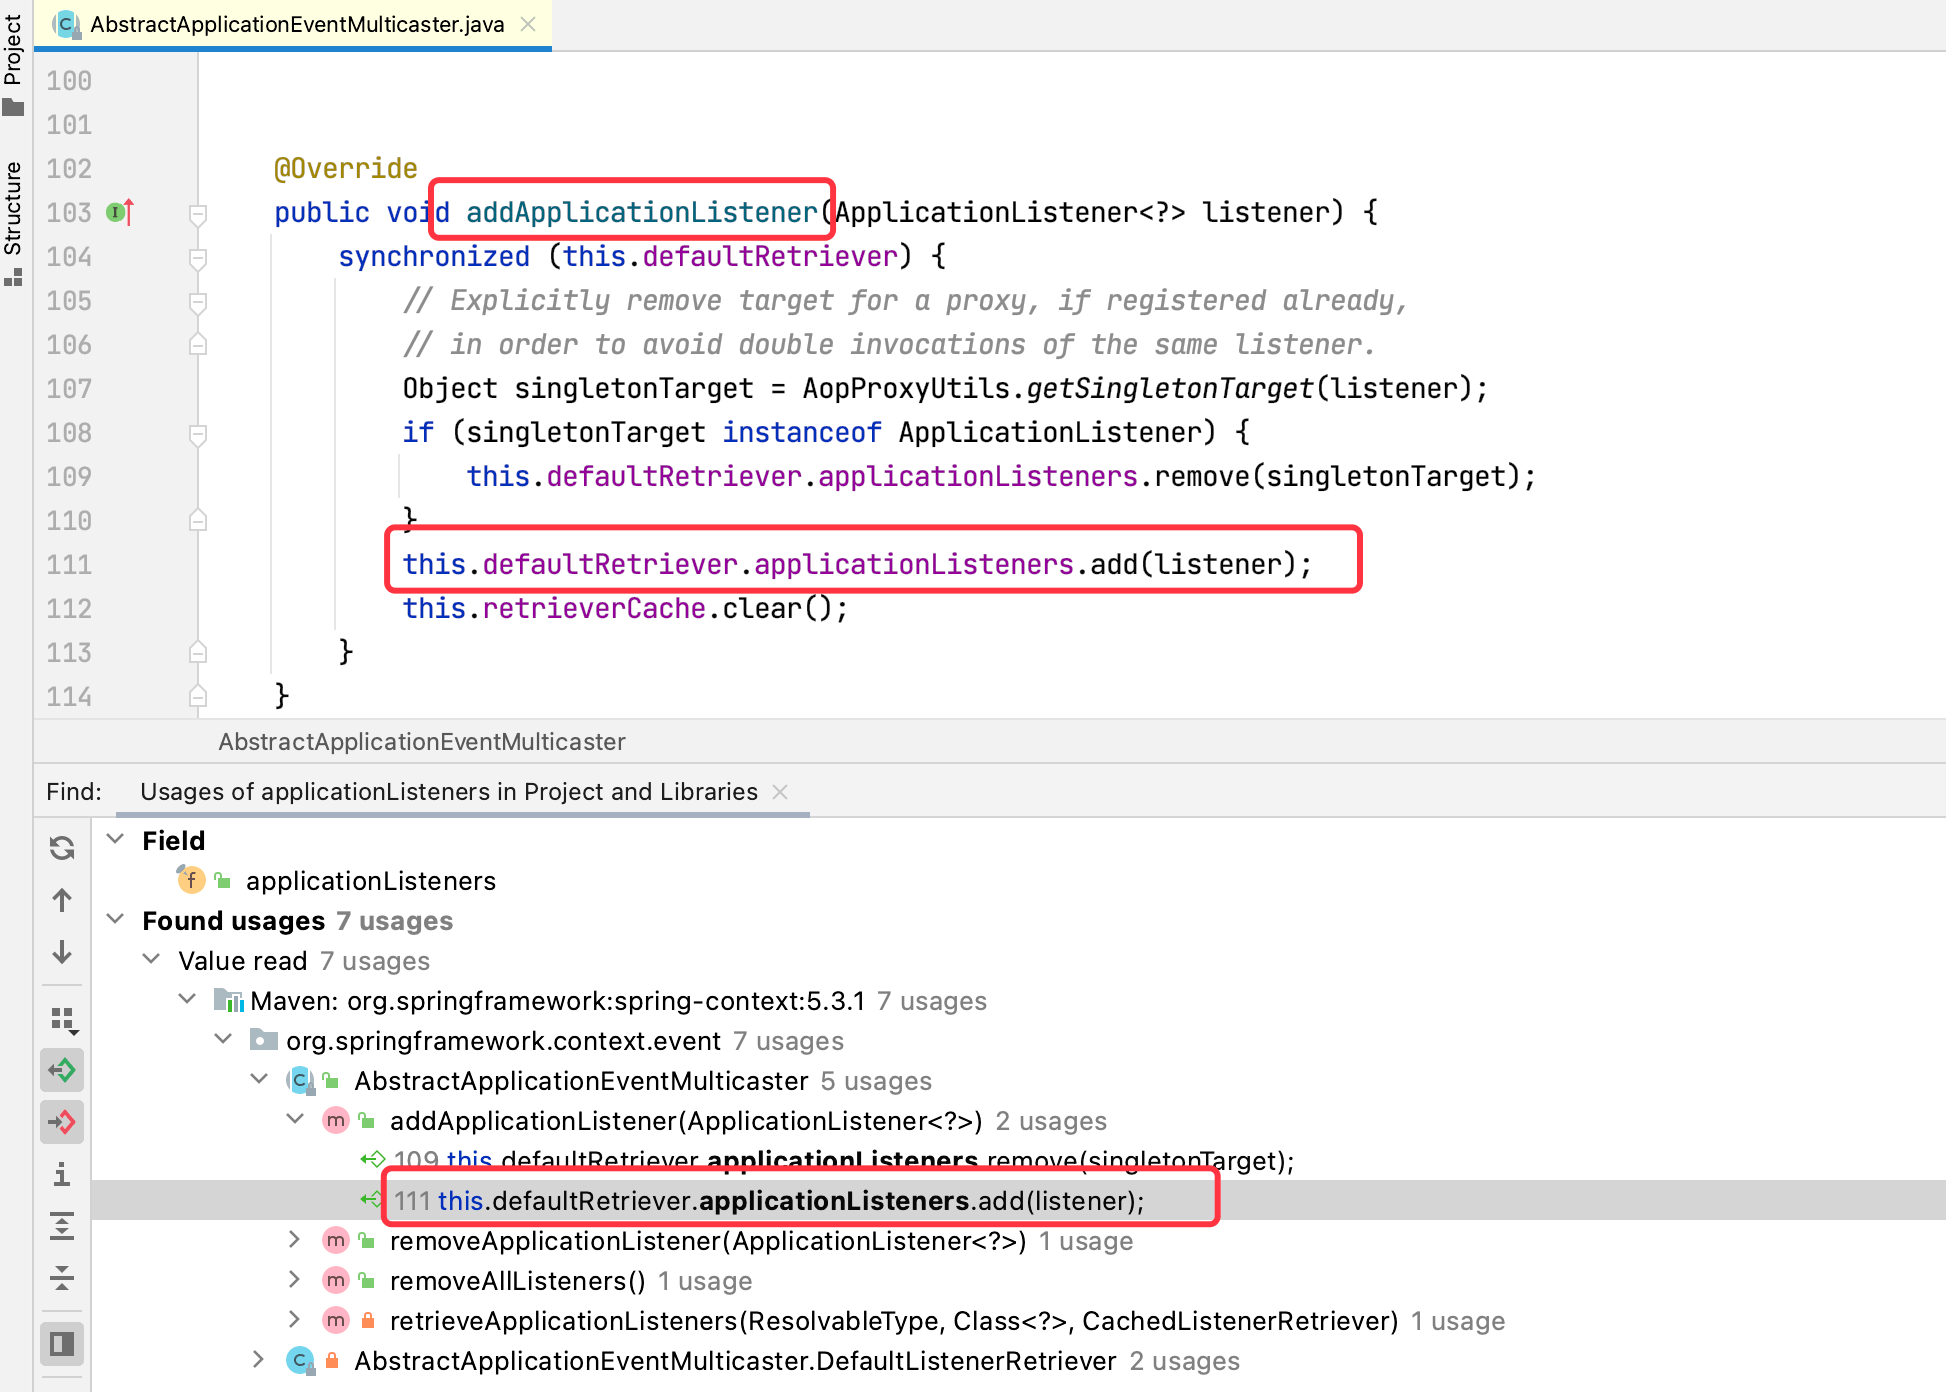 Project
Structure
AbstractApplicationEventMulticaster.java
100
101
102 @Override
103 public void addApplicationListener(ApplicationListener<?> listener) {
104 synchronized (this.defaultRetriever) {
105 // Explicitly remove target for a proxy, if registered already,
106 // in order to avoid double invocations of the same listener.
107 Object singletonTarget = AopProxyUtils.getSingletonTarget(listener);
108 if (singletonTarget instanceof ApplicationListener) {
109 this.defaultRetriever.applicationListeners.remove(singletonTarget);
110 }
111 this.defaultRetriever.applicationListeners.add(listener);
112 this.retrieverCache.clear();
113 }
114 }
AbstractApplicationEventMulticaster
Find: Usages of applicationListeners in Project and Libraries
Field
applicationListeners
Found usages 7 usages
Value read 7 usages
Maven: org.springframework:spring-context:5.3.1 7 usages
org.springframework.context.event 7 usages
AbstractApplicationEventMulticaster 5 usages
addApplicationListener(ApplicationListener<?>) 2 usages
109 this.defaultRetriever.applicationListeners.remove(singletonTarget);
111 this.defaultRetriever.applicationListeners.add(listener);
removeApplicationListener(ApplicationListener<?>) 1 usage
removeAllListeners() 1 usage
retrieveApplicationListeners(ResolvableType, Class<?>, CachedListenerRetriever) 1 usage
AbstractApplicationEventMulticaster.DefaultListenerRetriever 2 usages